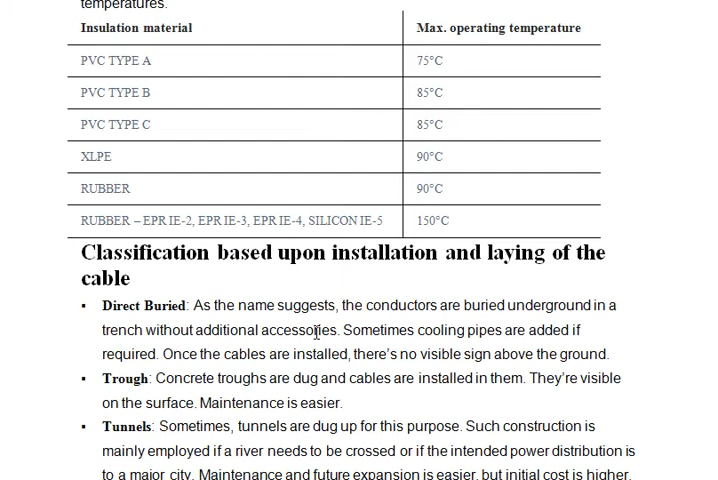 temperatures.
Insulation material Max. operating temperature
PVC TYPE A 75°C
PVC TYPE B 85°C
PVC TYPE C 85°C
XLPE 90°C
RUBBER 90°C
RUBBER – EPR IE-2, EPR IE-3, EPR IE-4, SILICON IE-5 150°C
Classification based upon installation and laying of the
cable
▪ Direct Buried: As the name suggests, the conductors are buried underground in a
trench without additional accessories. Sometimes cooling pipes are added if
required. Once the cables are installed, there’s no visible sign above the ground.
▪ Trough: Concrete troughs are dug and cables are installed in them. They’re visible
on the surface. Maintenance is easier.
▪ Tunnels: Sometimes, tunnels are dug up for this purpose. Such construction is
mainly employed if a river needs to be crossed or if the intended power distribution is
to a major city. Maintenance and future expansion is easier, but initial cost is higher.